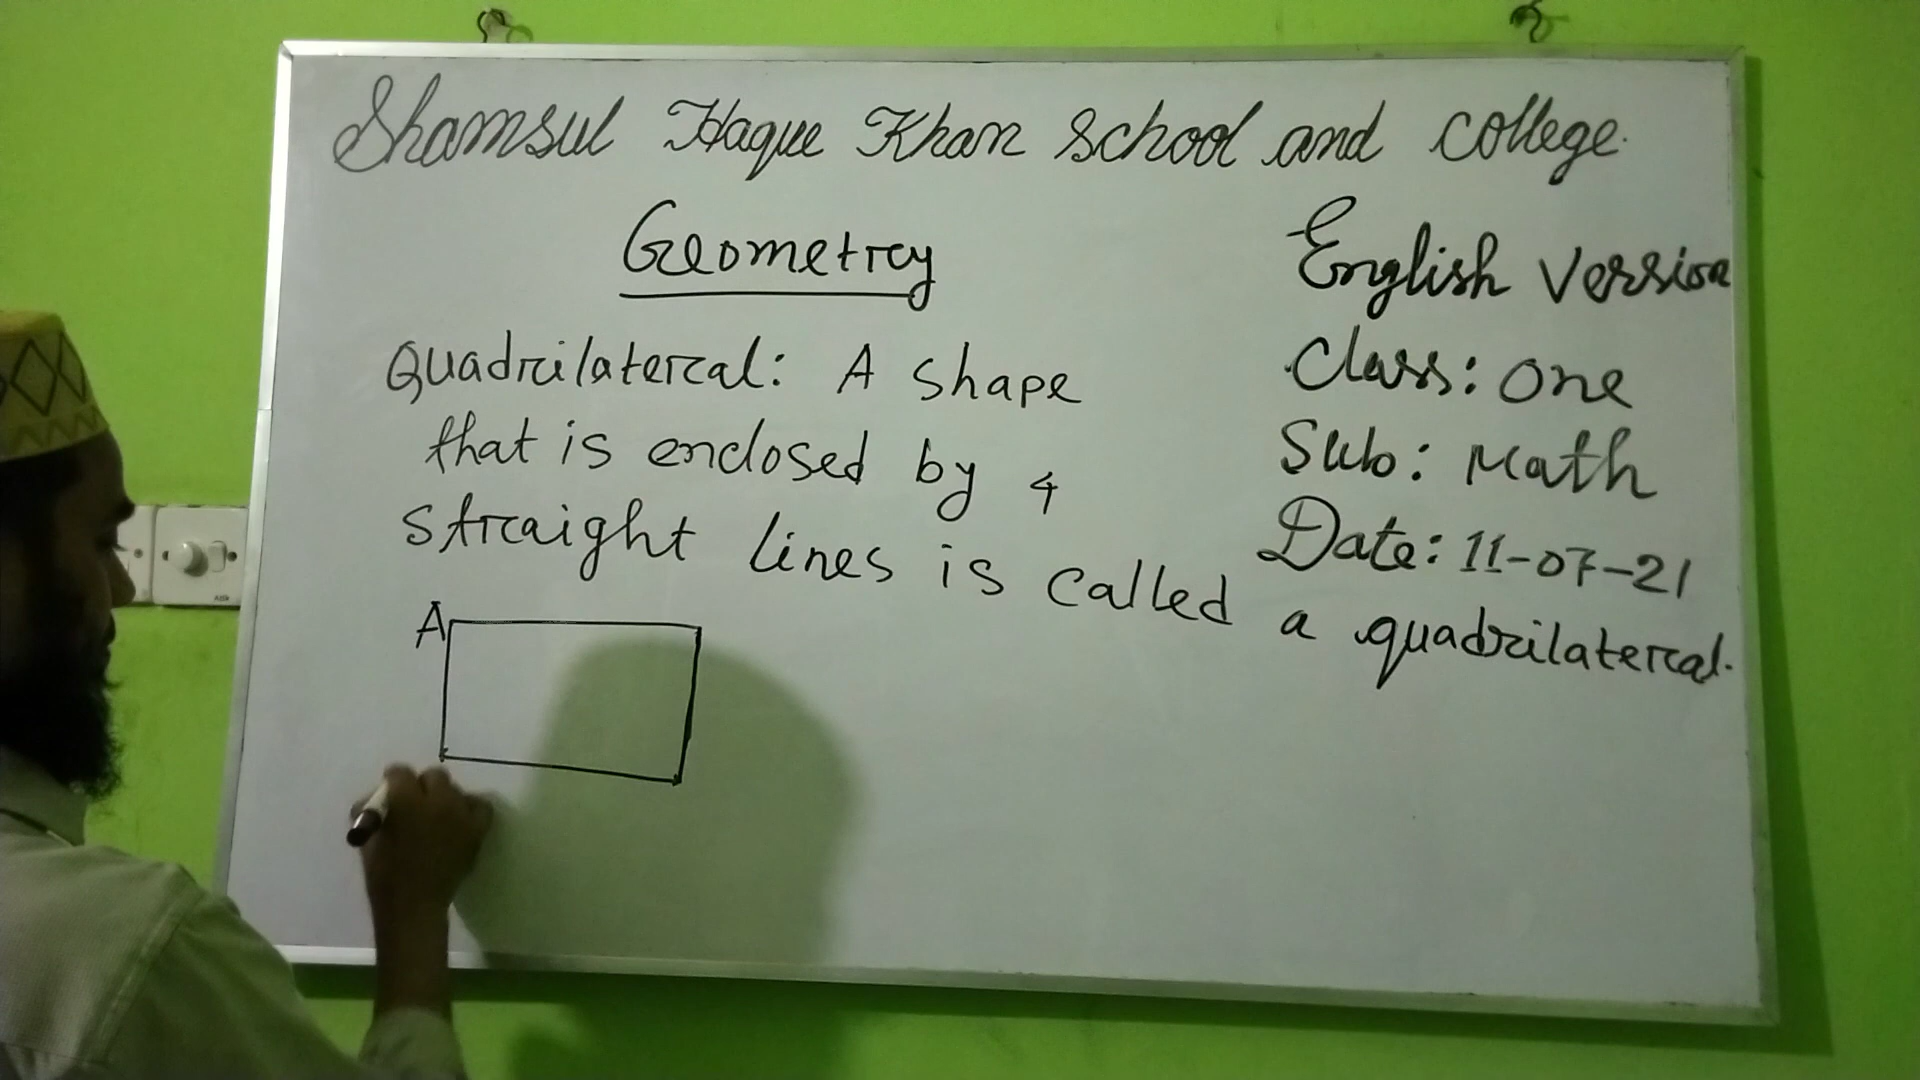 Shamsul Haque Khan School and college.
Geometry
English Version
Quadrilateral: A shape
that is enclosed by 4
straight lines is called a quadrilateral.
Class: One
Sub: Math
Date: 11-07-21
A